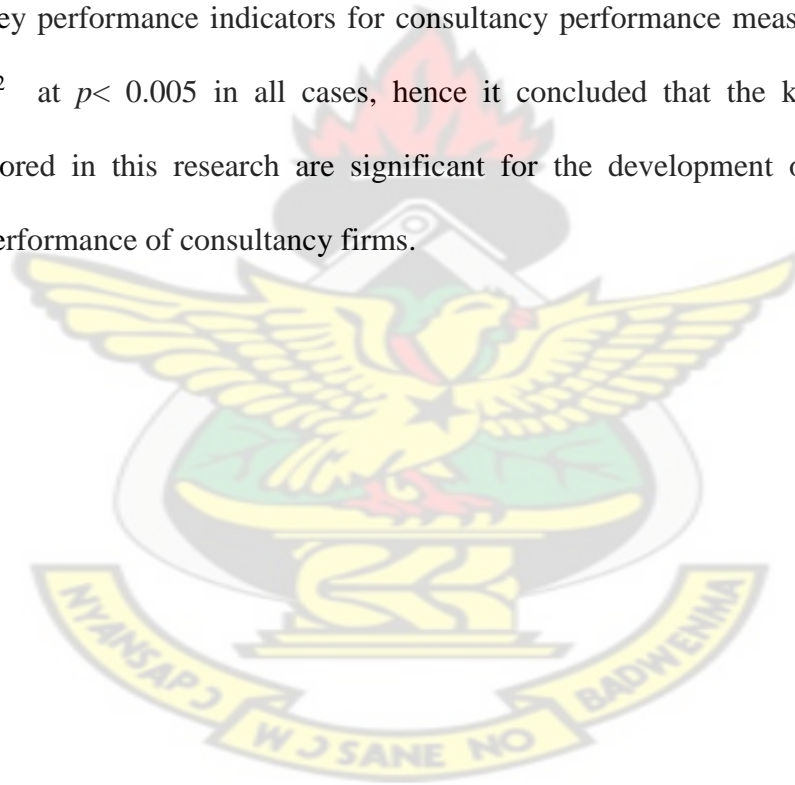 ey performance indicators for consultancy performance meas
² at p< 0.005 in all cases, hence it concluded that the k
ored in this research are significant for the development o
erformance of consultancy firms.
NYANSAPƆ WƆ SANE NO BADWENMA